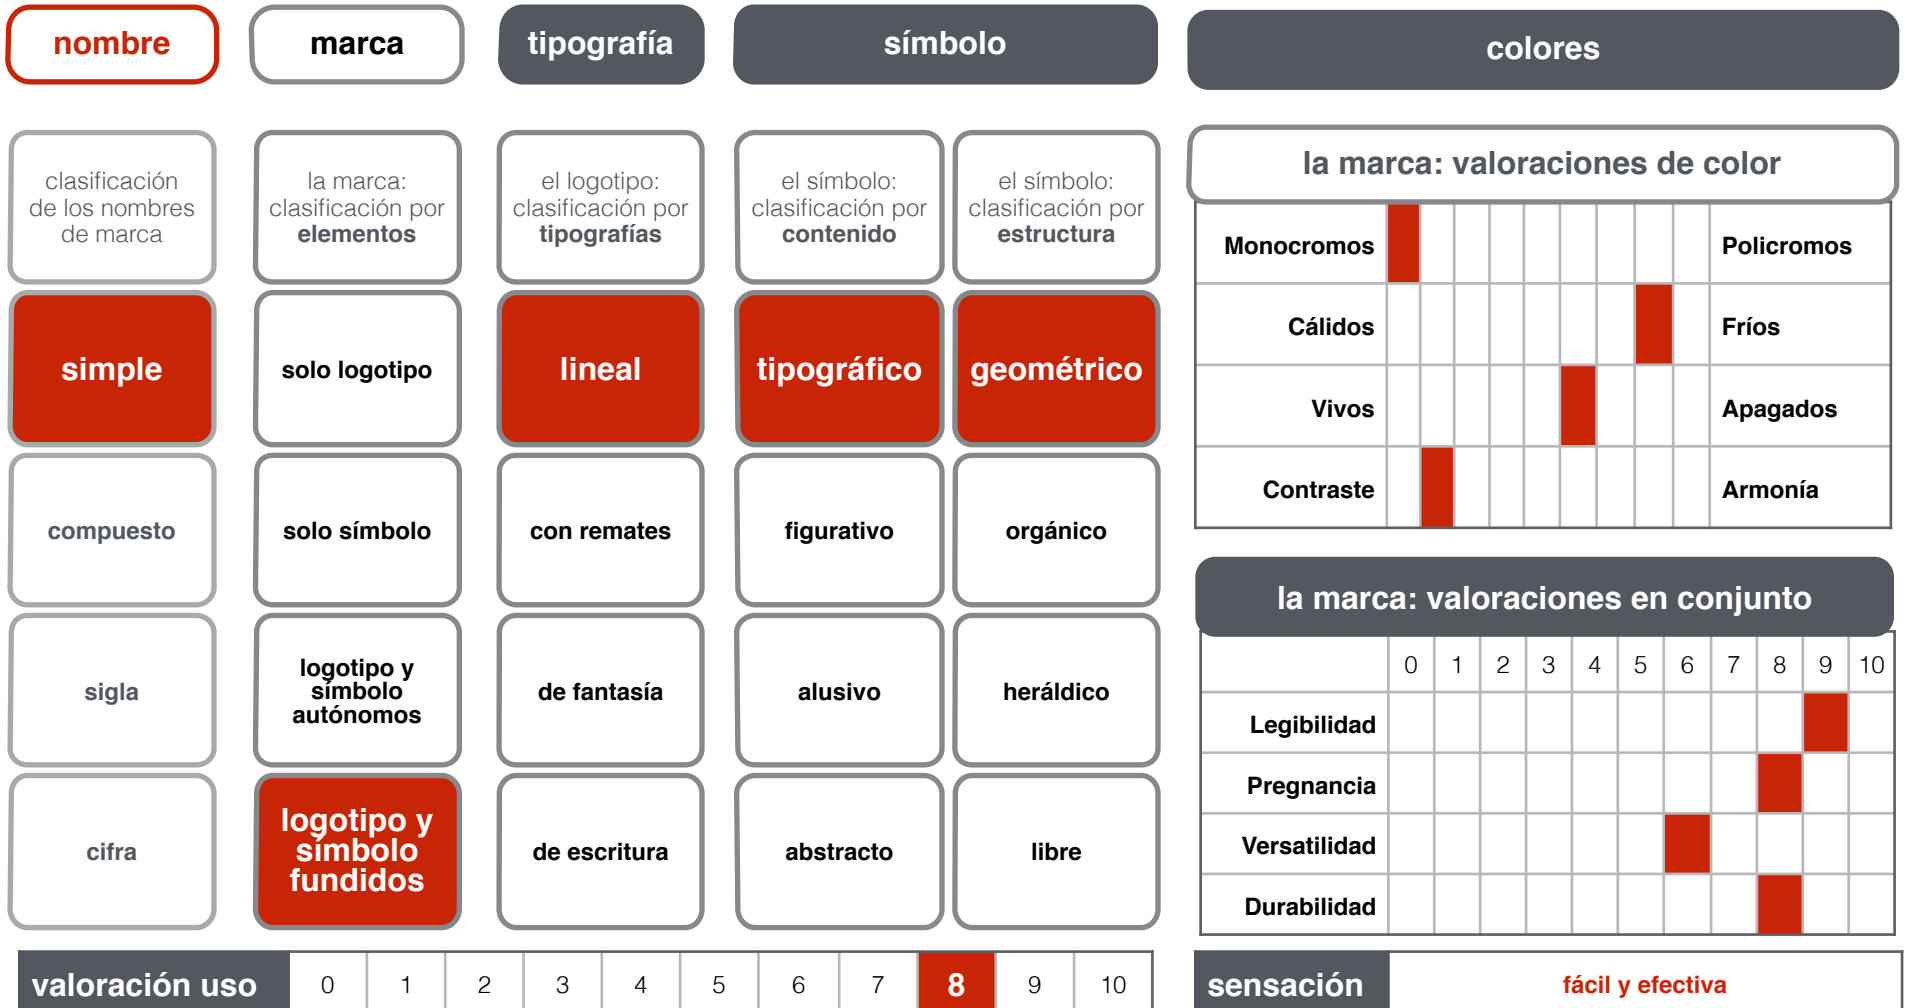 nombre
marca
tipografía
símbolo
colores
clasificación
de los nombres
de marca
la marca:
clasificación por
elementos
el logotipo:
clasificación por
tipografías
el símbolo:
clasificación por
contenido
el símbolo:
clasificación por
estructura
simple
solo logotipo
lineal
tipográfico
geométrico
compuesto
solo símbolo
con remates
figurativo
orgánico
sigla
logotipo y
símbolo
autónomos
de fantasía
alusivo
heráldico
cifra
logotipo y
símbolo
fundidos
de escritura
abstracto
libre
valoración uso 0 1 2 3 4 5 6 7 8 9 10
la marca: valoraciones de color
Monocromos Policromos
Cálidos Fríos
Vivos Apagados
Contraste Armonía
la marca: valoraciones en conjunto
0 1 2 3 4 5 6 7 8 9 10
Legibilidad
Pregnancia
Versatilidad
Durabilidad
sensación fácil y efectiva